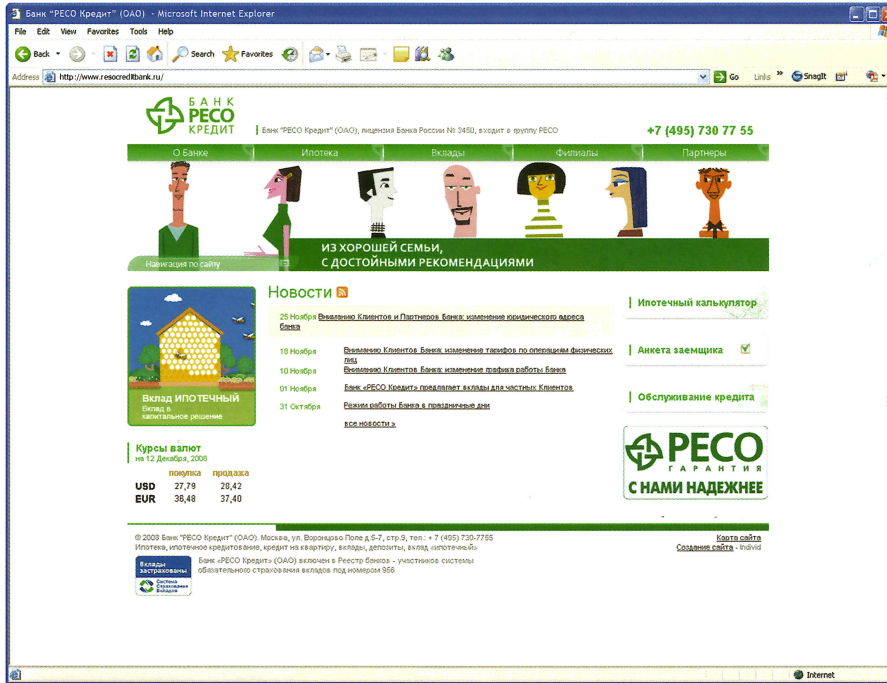 Банк "РЕСО Кредит" (ОАО) - Microsoft Internet Explorer
File Edit View Favorites Tools Help
Back Search Favorites
Address http://www.resocreditbank.ru/ Go Links » SnagIt
БАНК
РЕСО
КРЕДИТ
Банк "РЕСО Кредит" (ОАО), лицензия Банка России № 3450, входит в группу РЕСО
+7 (495) 730 77 55
О Банке Ипотека Вклады Филиалы Партнеры
ИЗ ХОРОШЕЙ СЕМЬИ,
С ДОСТОЙНЫМИ РЕКОМЕНДАЦИЯМИ
Навигация по сайту
Новости
25 Ноября Вниманию Клиентов и Партнеров Банка: изменение юридического адреса
банка
18 Ноября Вниманию Клиентов Банка: изменение тарифов по операциям физических
лиц
10 Ноября Вниманию Клиентов Банка: изменение графика работы Банка
01 Ноября Банк «РЕСО Кредит» предлагает вклады для частных Клиентов
31 Октября Режим работы Банка в праздничные дни
все новости »
Вклад ИПОТЕЧНЫЙ
Вклад в
капитальное решение
Курсы валют
на 12 Декабря, 2008
покупка продажа
USD 27,79 28,42
EUR 38,48 37,40
Ипотечный калькулятор
Анкета заемщика
Обслуживание кредита
РЕСО
ГАРАНТИЯ
С НАМИ НАДЕЖНЕЕ
© 2008 Банк "РЕСО Кредит" (ОАО). Москва, ул. Воронцово Поле д.5-7, стр.9, тел.: + 7 (495) 730-7755
Ипотека, ипотечное кредитование, кредит на квартиру, вклады, депозиты, вклад «ипотечный»
Карта сайта
Создание сайта - Individ
Вклады
застрахованы
Система
Страхования
Вкладов
Банк «РЕСО Кредит» (ОАО) включен в Реестр банков - участников системы
обязательного страхования вкладов под номером 956
Internet